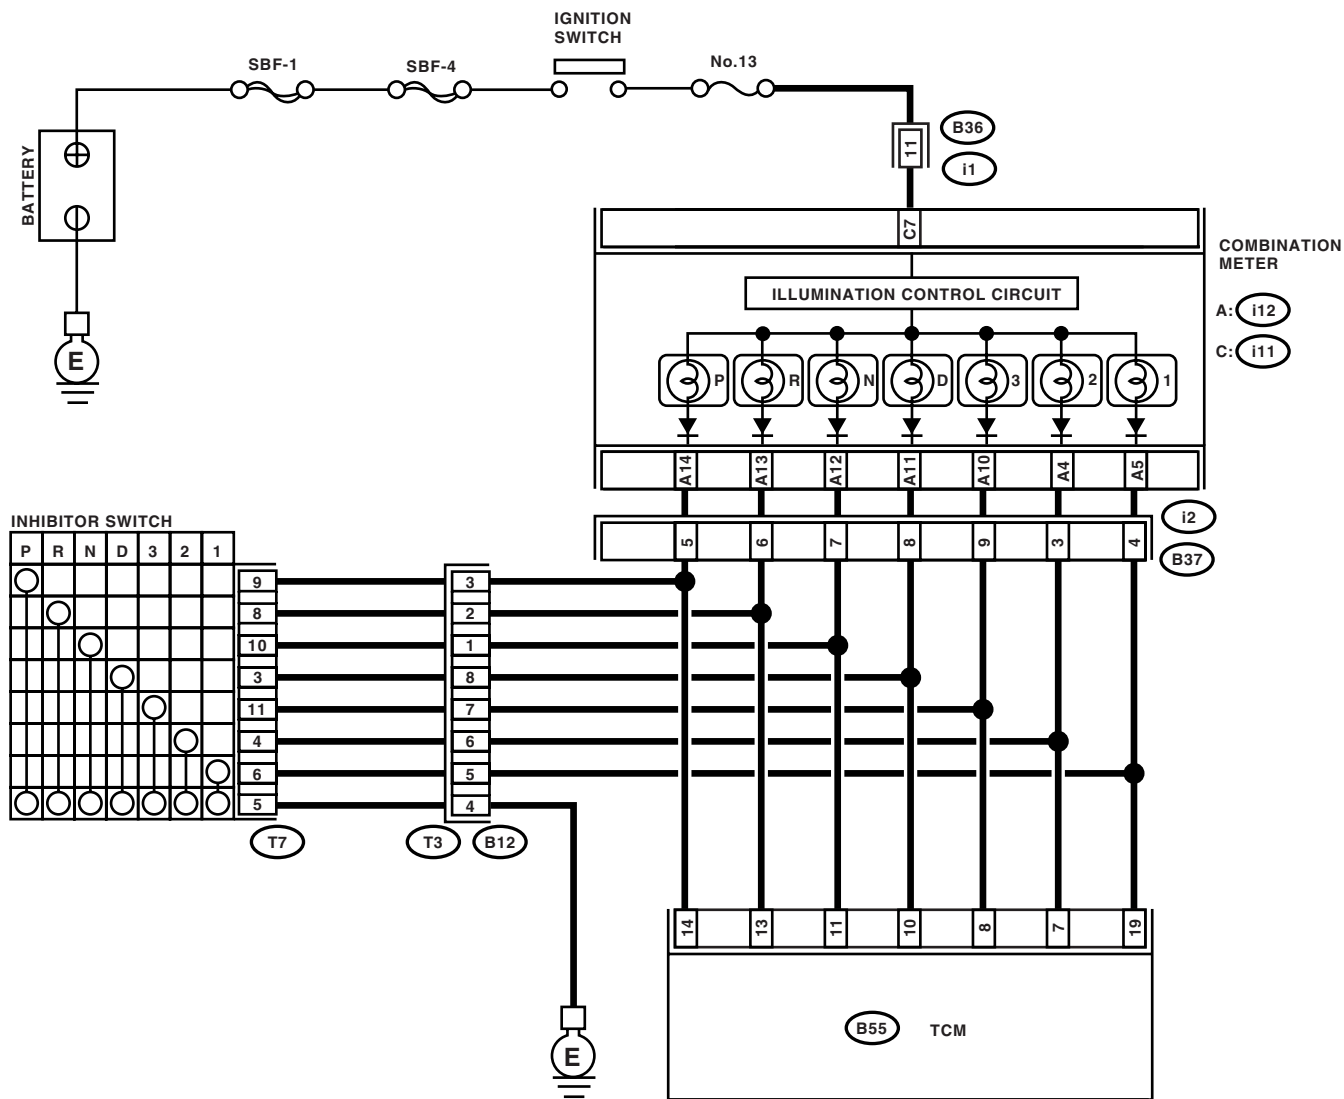 IGNITION
SWITCH
SBF-1
SBF-4
No.13
BATTERY
E
11
B36
i1
C7
COMBINATION
METER
A: i12
C: i11
ILLUMINATION CONTROL CIRCUIT
P R N D 3 2 1
A14 A13 A12 A11 A10 A4 A5
i2
5 6 7 8 9 3 4
B37
INHIBITOR SWITCH
P R N D 3 2 1
9 3
8 2
10 1
3 8
11 7
4 6
6 5
5 4
T7 T3 B12
14 13 11 10 8 7 19
B55 TCM
E